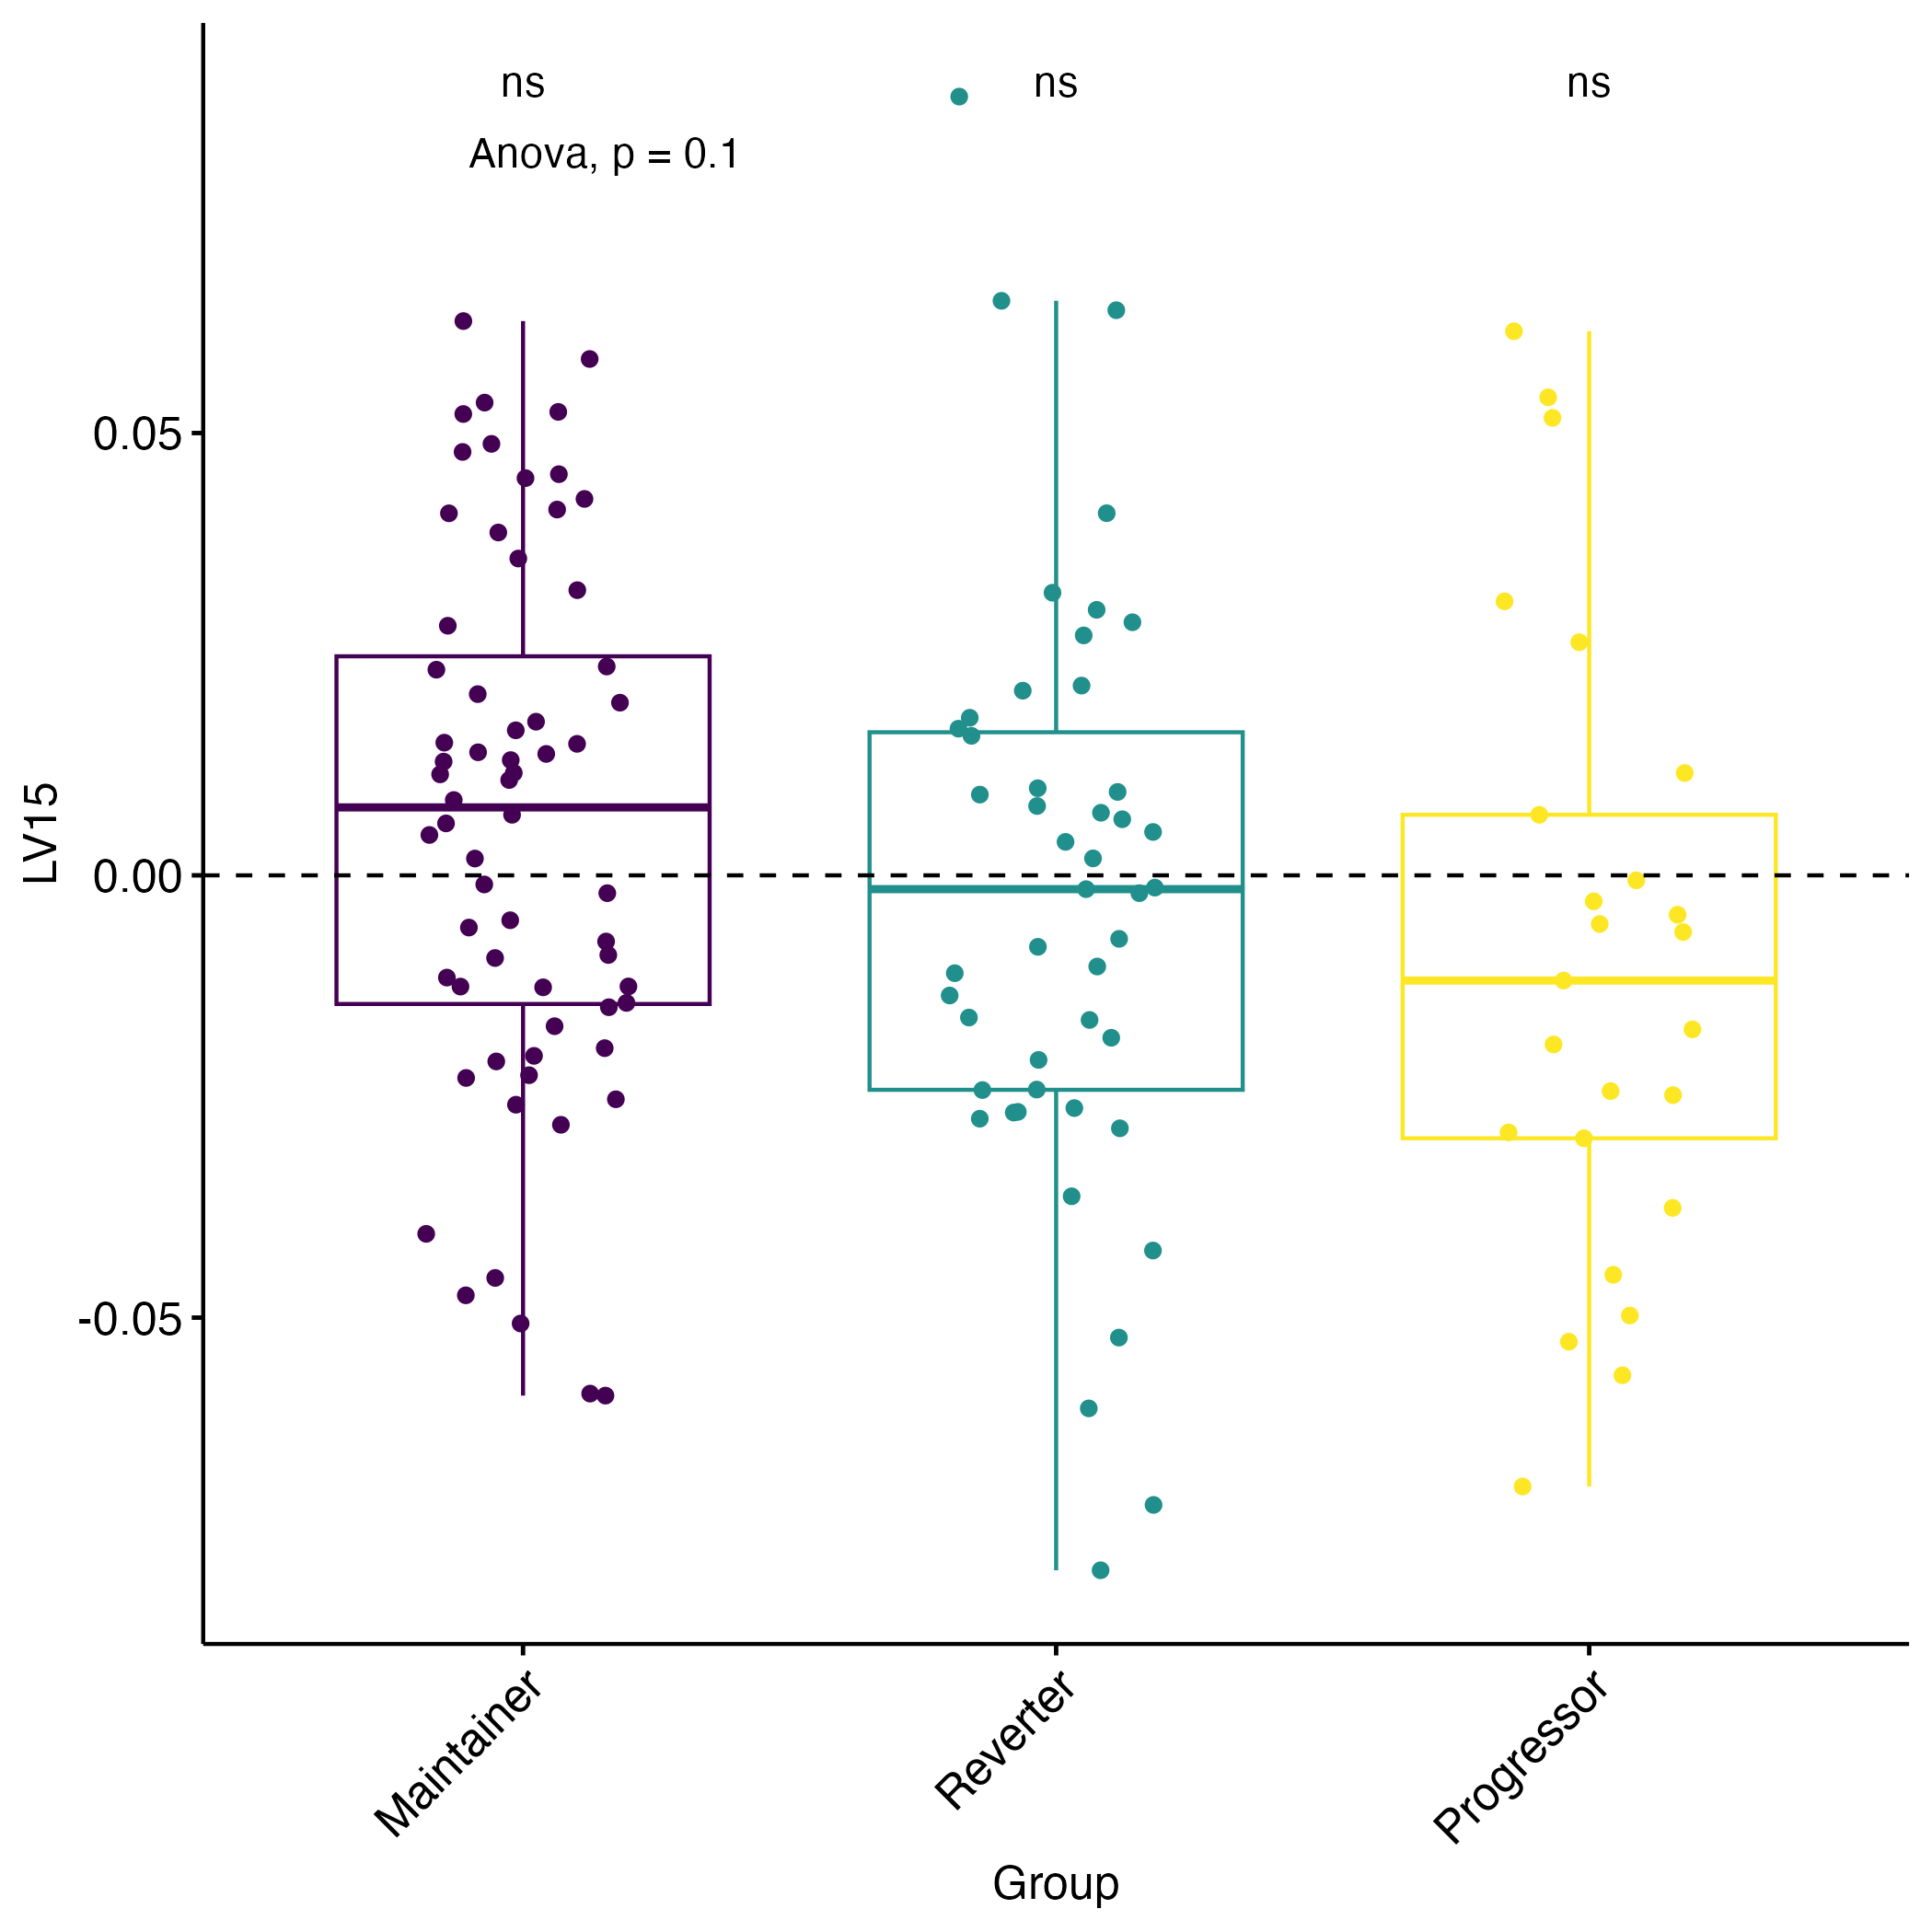 ns ns ns
Anova, p = 0.1
LV15
0.05
0.00
-0.05
Maintainer Reverter Progressor
Group